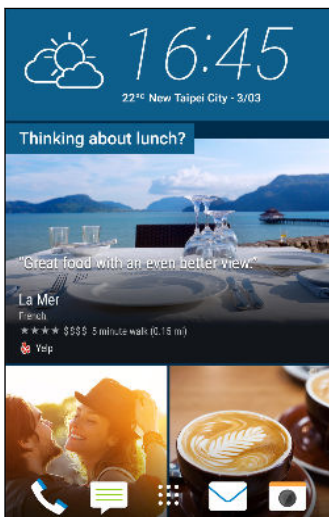 16:45
22°C New Taipei City - 3/03
Thinking about lunch?
"Great food with an even better view."
La Mer
French
★★★★ $$$$ 5 minute walk (0.16 mi)
Yelp